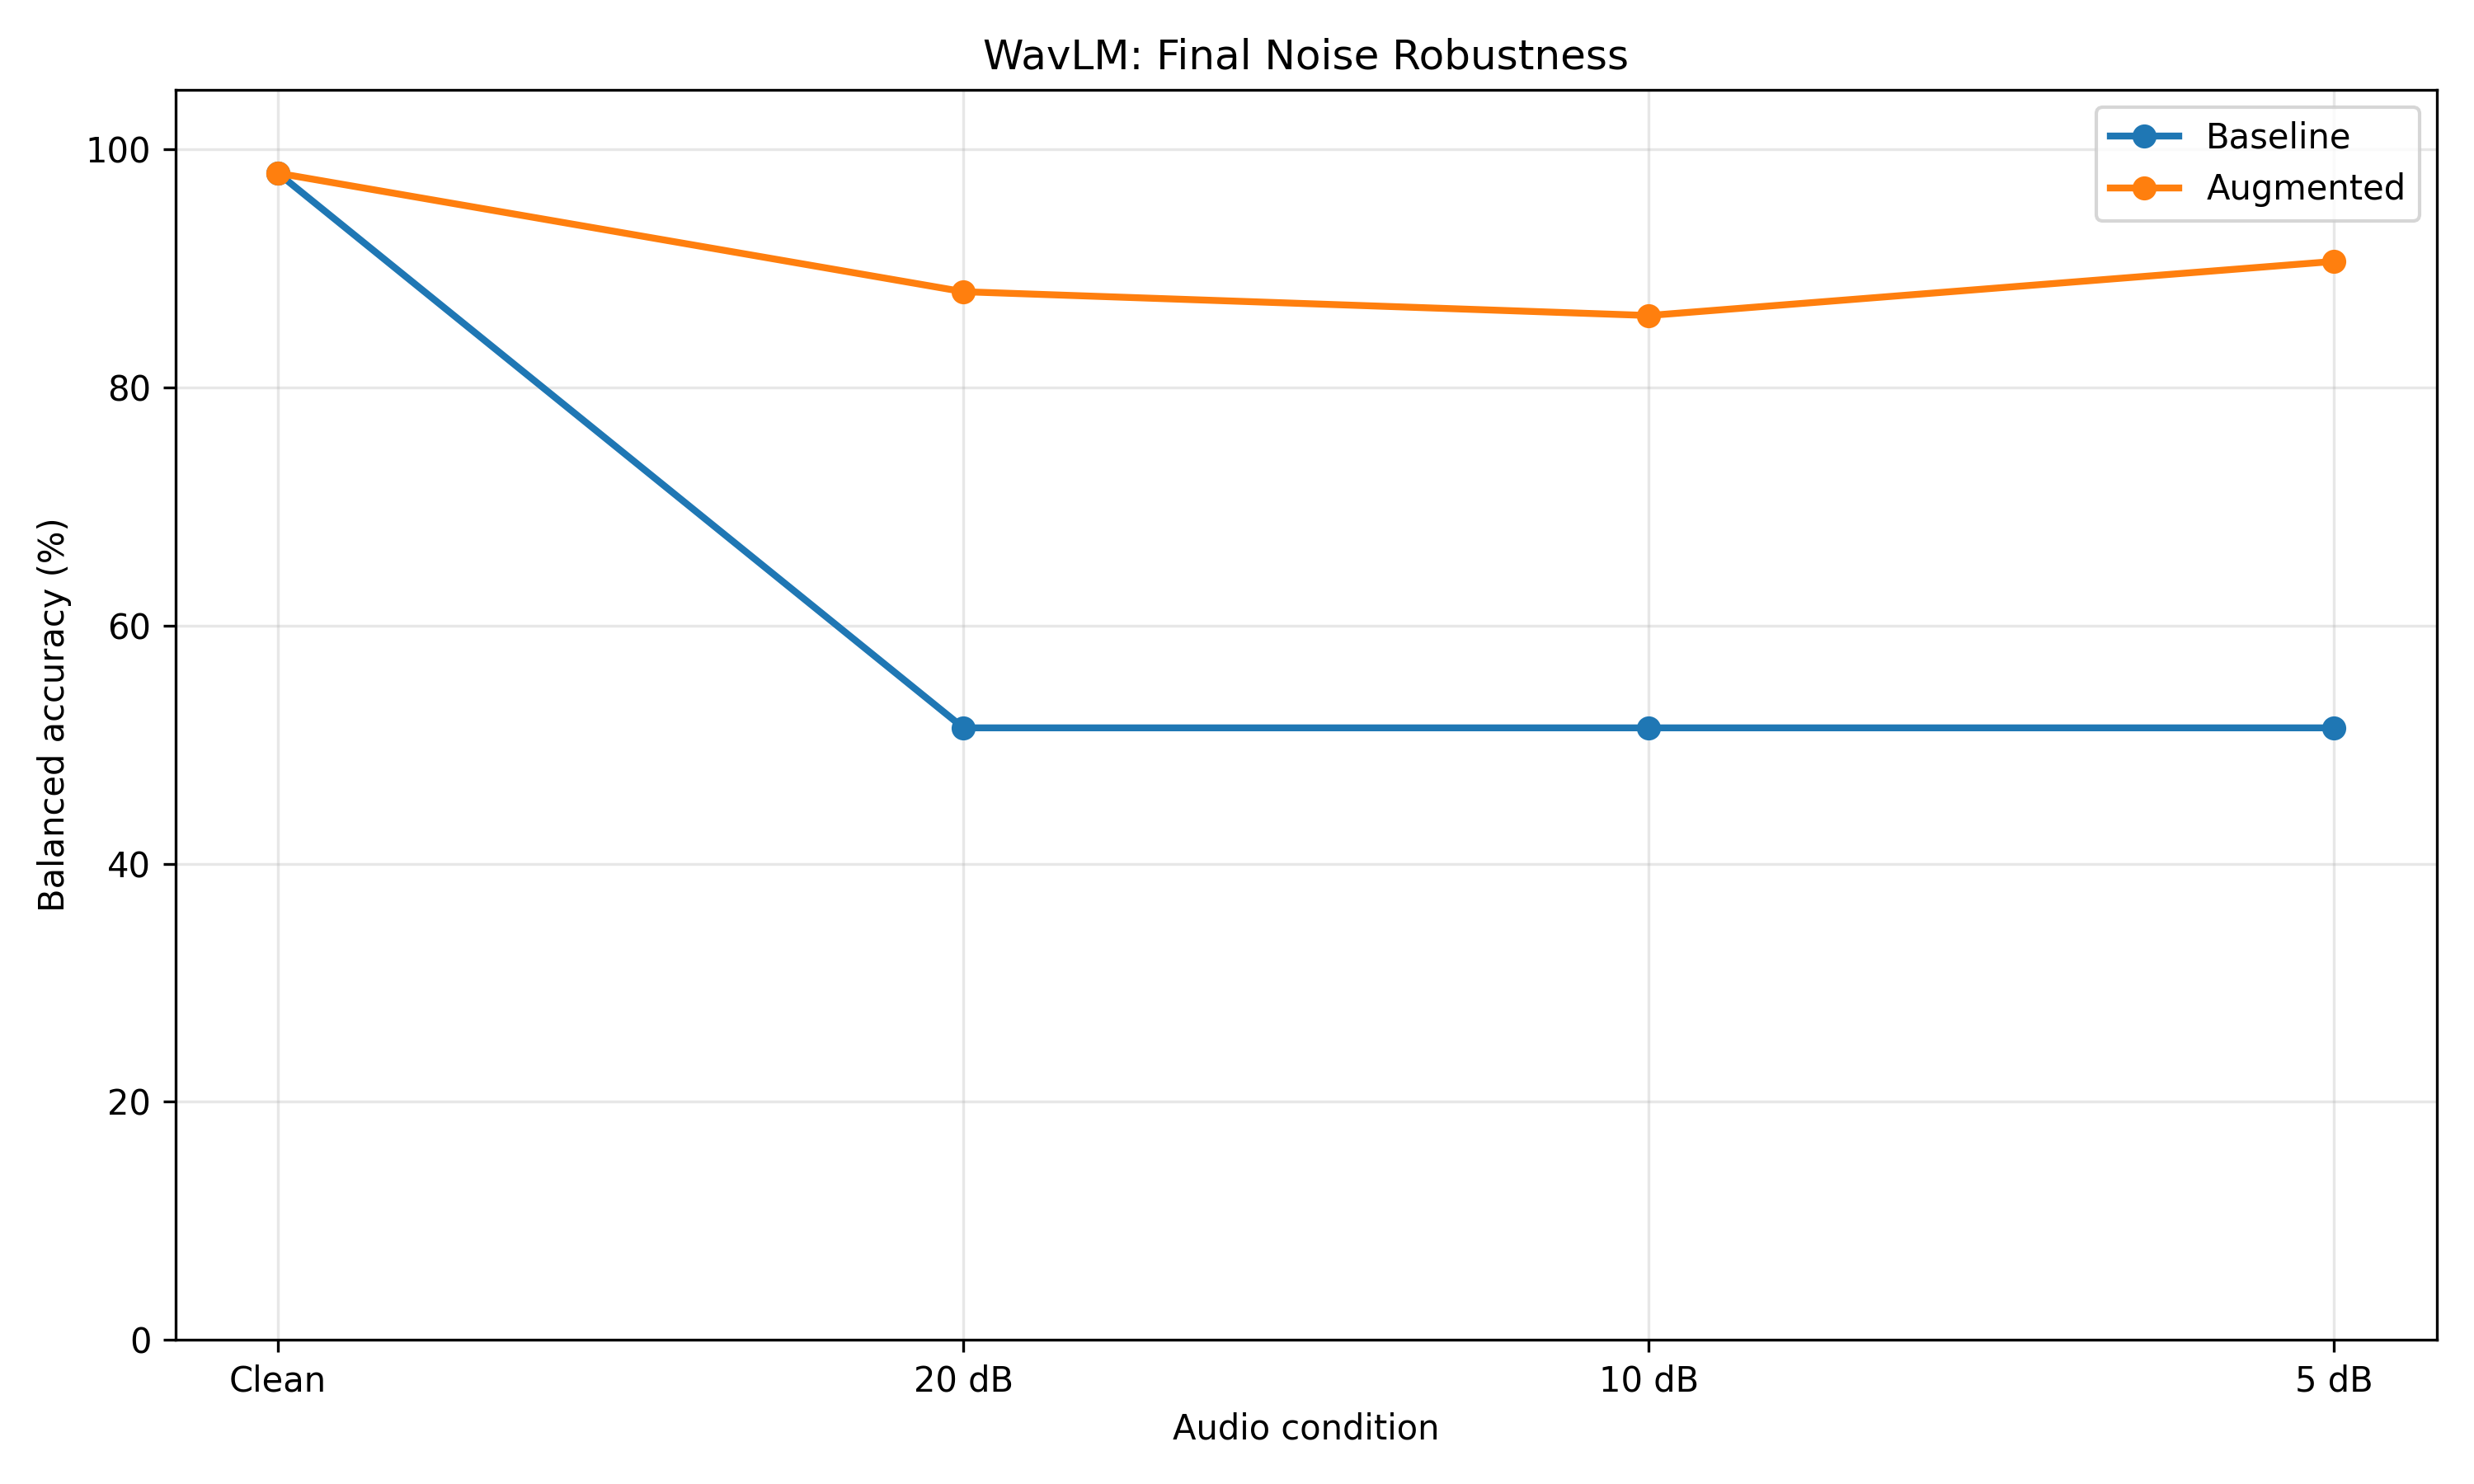 WavLM: Final Noise Robustness
Baseline
Augmented
Balanced accuracy (%)
100
80
60
40
20
0
Clean
20 dB
10 dB
5 dB
Audio condition